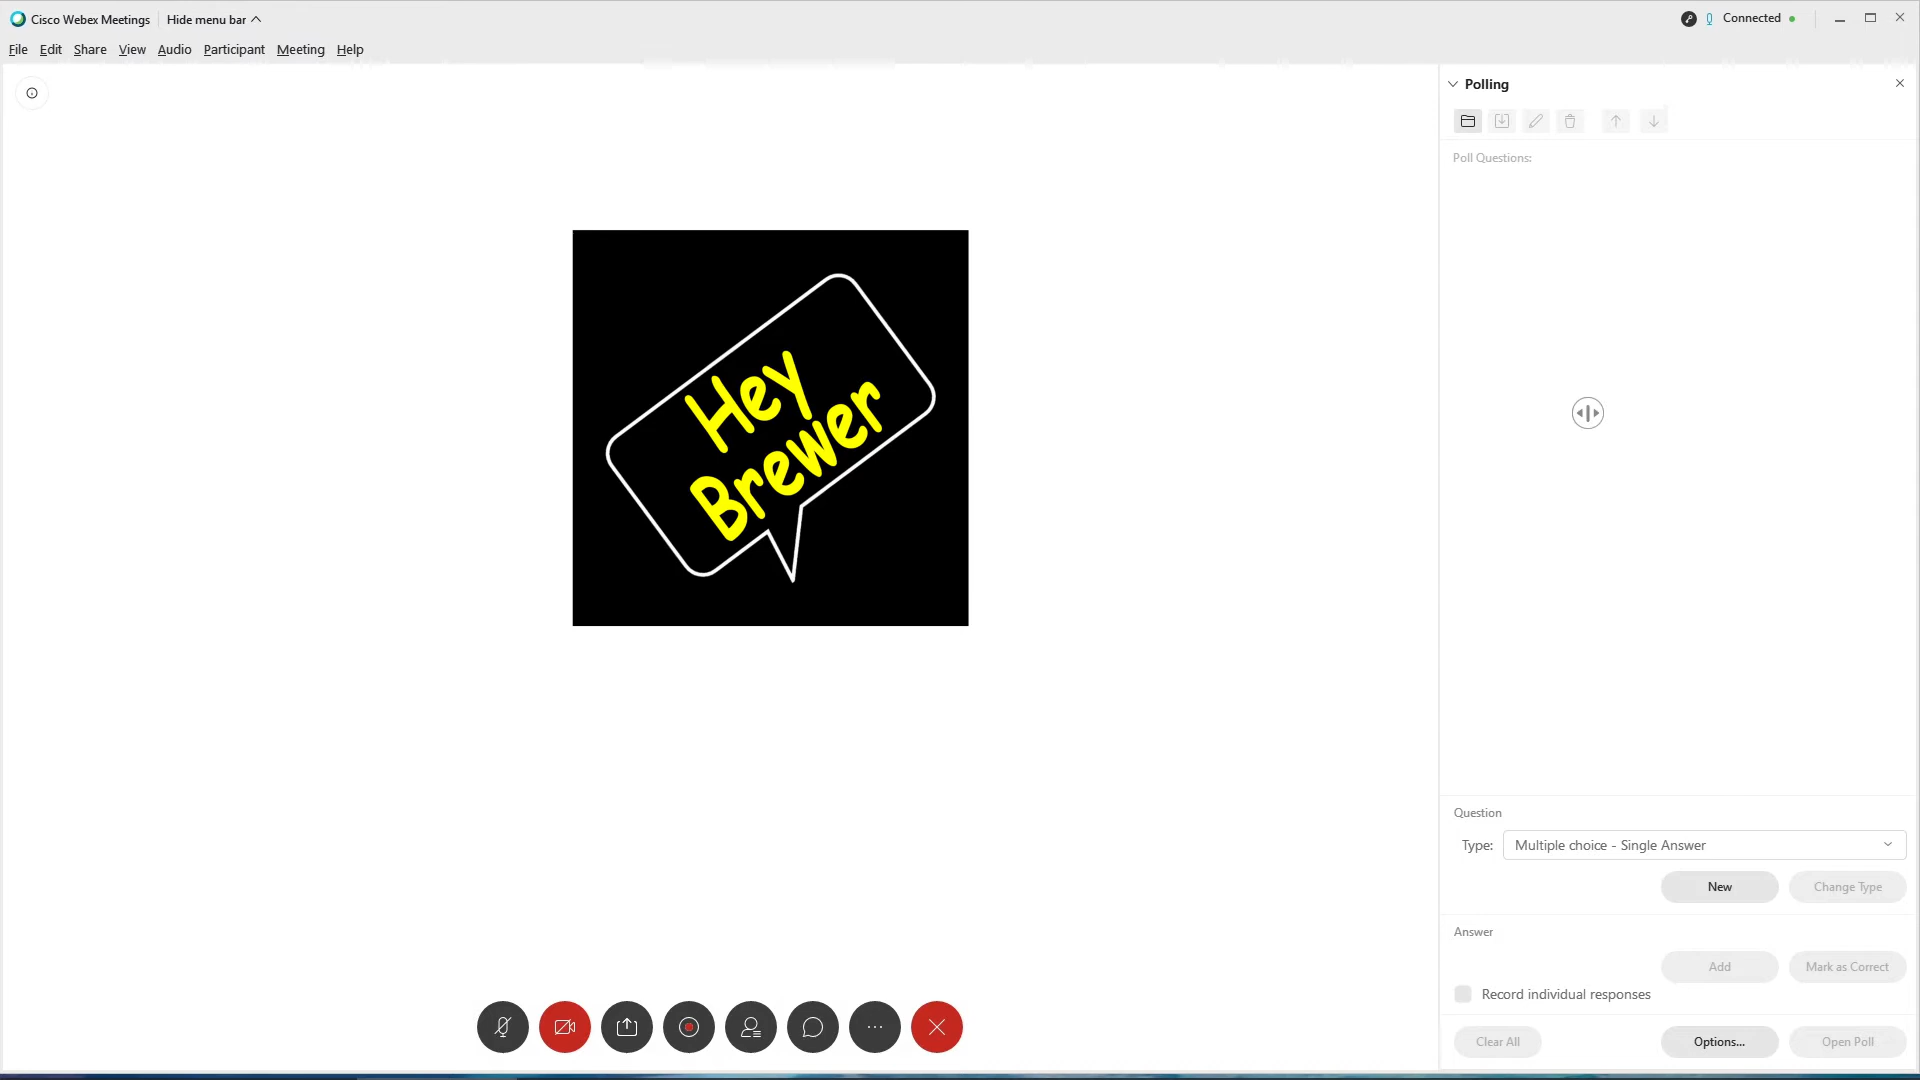 Cisco Webex Meetings Hide menu bar Connected
File Edit Share View Audio Participant Meeting Help
Polling
Poll Questions:
Hey
Brewer
Question
Type: Multiple choice - Single Answer
New Change Type
Answer
Add Mark as Correct
Record individual responses
Clear All Options... Open Poll